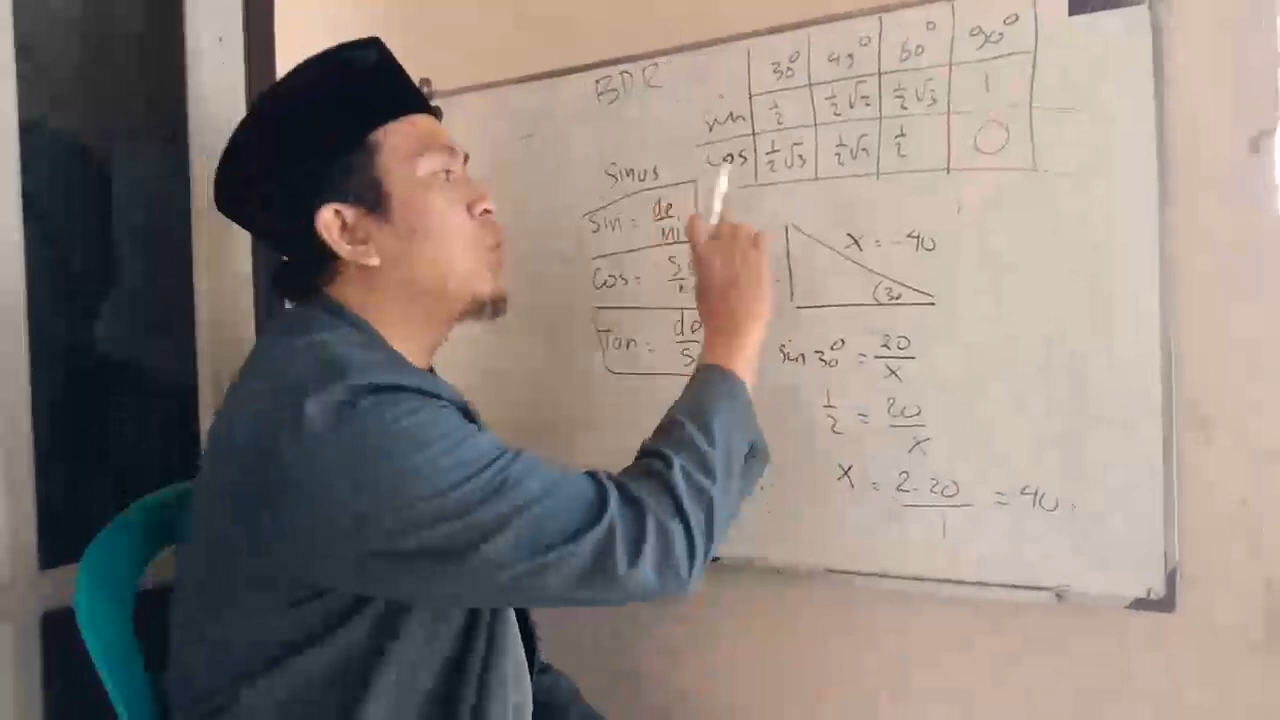 BDR
30° 45° 60° 90°
sin 1/2 1/2√2 1/2√3 1
cos 1/2√3 1/2√2 1/2 0
Sinus
Sin = de/mi
Cos =
Tan = de/s
x = -40
(30
sin 30° = 20/x
1/2 = 20/x
x = 2.20/1 = 40.